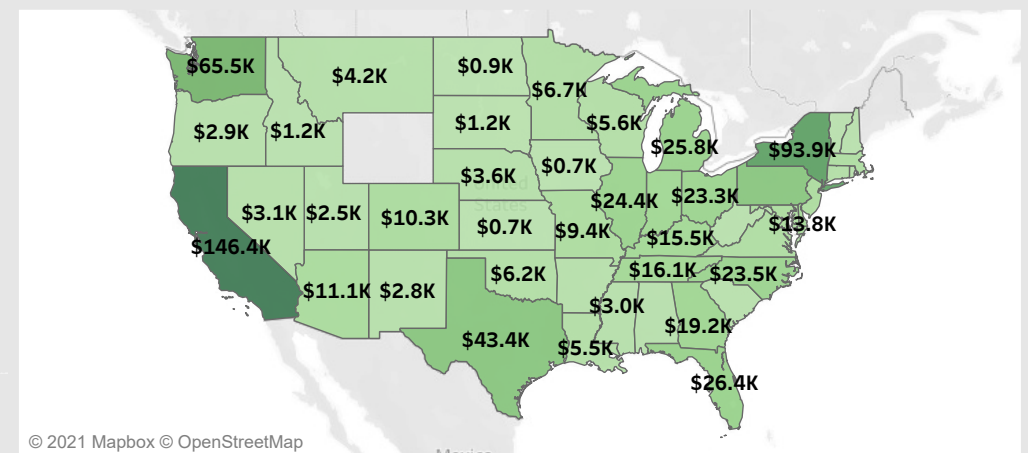 $65.5K
$4.2K
$0.9K
$6.7K
$2.9K
$1.2K
$1.2K
$5.6K
$25.8K
$93.9K
$0.7K
$3.6K
United
States
$24.4K
$23.3K
$3.1K
$2.5K
$10.3K
$0.7K
$9.4K
$15.5K
$13.8K
$146.4K
$11.1K
$2.8K
$6.2K
$16.1K
$23.5K
$3.0K
$43.4K
$5.5K
$19.2K
$26.4K
© 2021 Mapbox © OpenStreetMap
Mexico